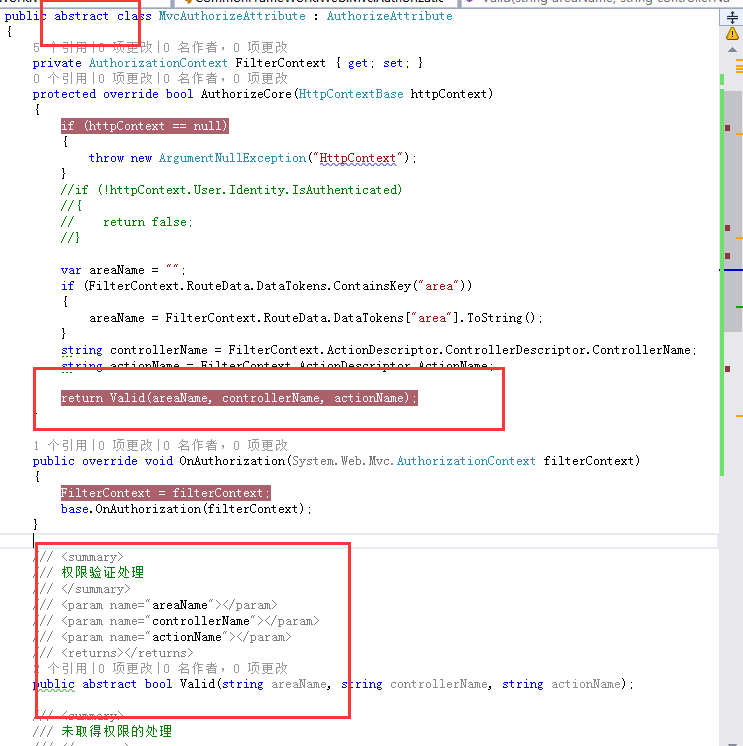 public abstract class MvcAuthorizeAttribute : AuthorizeAttribute
{
5 个引用|0 项更改|0 名作者，0 项更改
private AuthorizationContext FilterContext { get; set; }
0 个引用|0 项更改|0 名作者，0 项更改
protected override bool AuthorizeCore(HttpContextBase httpContext)
{
if (httpContext == null)
{
throw new ArgumentNullException("HttpContext");
}
//if (!httpContext.User.Identity.IsAuthenticated)
//{
//    return false;
//}
var areaName = "";
if (FilterContext.RouteData.DataTokens.ContainsKey("area"))
{
areaName = FilterContext.RouteData.DataTokens["area"].ToString();
}
string controllerName = FilterContext.ActionDescriptor.ControllerDescriptor.ControllerName;
string actionName = FilterContext.ActionDescriptor.ActionName;
return Valid(areaName, controllerName, actionName);
1 个引用|0 项更改|0 名作者，0 项更改
public override void OnAuthorization(System.Web.Mvc.AuthorizationContext filterContext)
{
FilterContext = filterContext;
base.OnAuthorization(filterContext);
}
/// <summary>
/// 权限验证处理
/// </summary>
/// <param name="areaName"></param>
/// <param name="controllerName"></param>
/// <param name="actionName"></param>
/// <returns></returns>
2 个引用|0 项更改|0 名作者，0 项更改
public abstract bool Valid(string areaName, string controllerName, string actionName);
/// <summary>
/// 未取得权限的处理